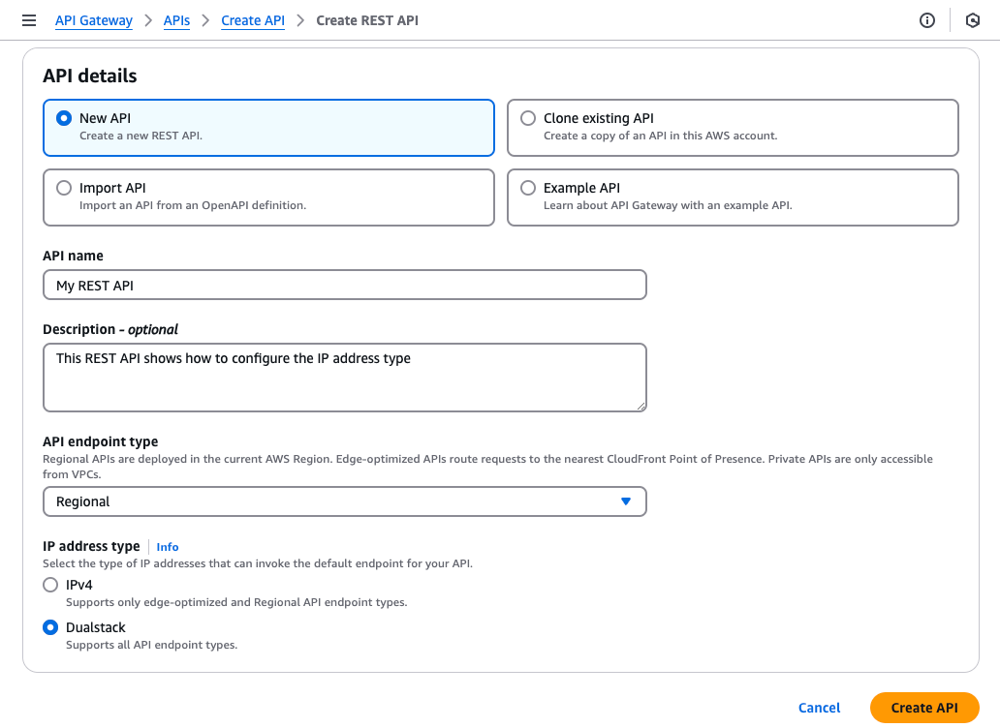 API Gateway > APIs > Create API > Create REST API
API details
New API
Create a new REST API.
Clone existing API
Create a copy of an API in this AWS account.
Import API
Import an API from an OpenAPI definition.
Example API
Learn about API Gateway with an example API.
API name
My REST API
Description - optional
This REST API shows how to configure the IP address type
API endpoint type
Regional APIs are deployed in the current AWS Region. Edge-optimized APIs route requests to the nearest CloudFront Point of Presence. Private APIs are only accessible
from VPCs.
Regional
IP address type Info
Select the type of IP addresses that can invoke the default endpoint for your API.
IPv4
Supports only edge-optimized and Regional API endpoint types.
Dualstack
Supports all API endpoint types.
Cancel Create API